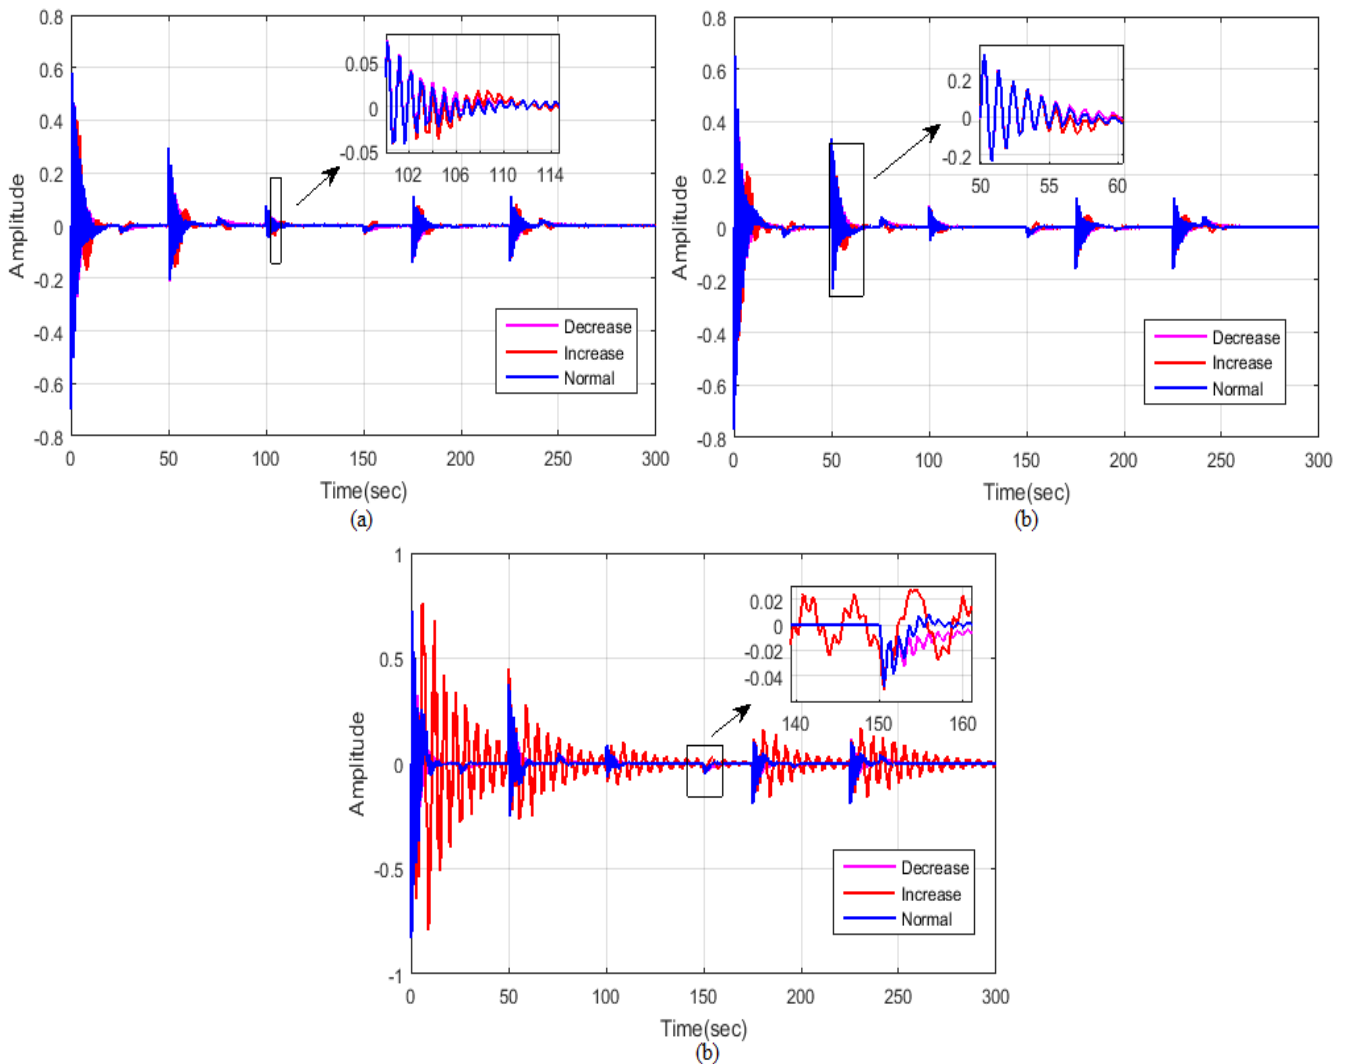 0.8
0.6
0.4
0.2
0
-0.2
-0.4
-0.6
-0.8
Amplitude
0 50 100 150 200 250 300
Time(sec)
(a)
0.05
0
-0.05
102 106 110 114
Decrease
Increase
Normal
0.8
0.6
0.4
0.2
0
-0.2
-0.4
-0.6
-0.8
Amplitude
0 50 100 150 200 250 300
Time(sec)
(b)
0.2
0
-0.2
50 55 60
Decrease
Increase
Normal
1
0.5
0
-0.5
-1
Amplitude
0 50 100 150 200 250 300
Time(sec)
(b)
0.02
0
-0.02
-0.04
140 150 161
Decrease
Increase
Normal